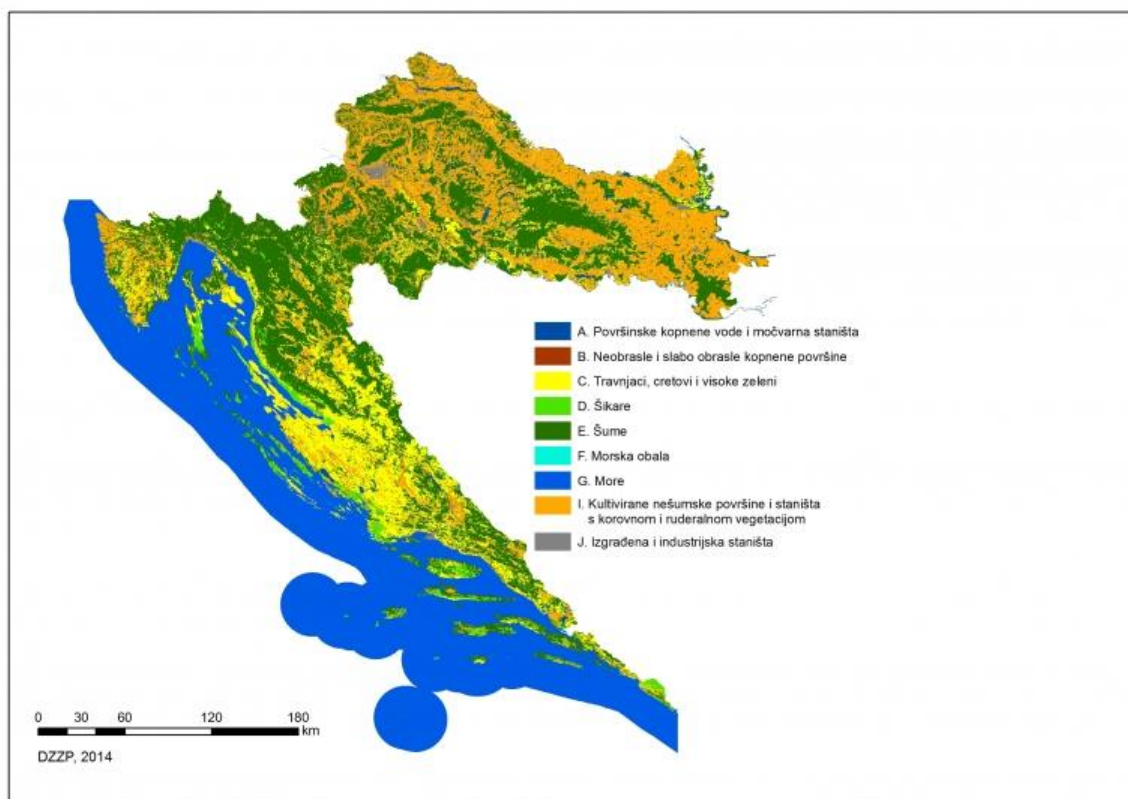 A. Površinske kopnene vode i močvarna staništa
B. Neobrasle i slabo obrasle kopnene površine
C. Travnjaci, cretovi i visoke zeleni
D. Šikare
E. Šume
F. Morska obala
G. More
I. Kultivirane nešumske površine i staništa
s korovnom i ruderalnom vegetacijom
J. Izgrađena i industrijska staništa
0 30 60 120 180
km
DZZP, 2014